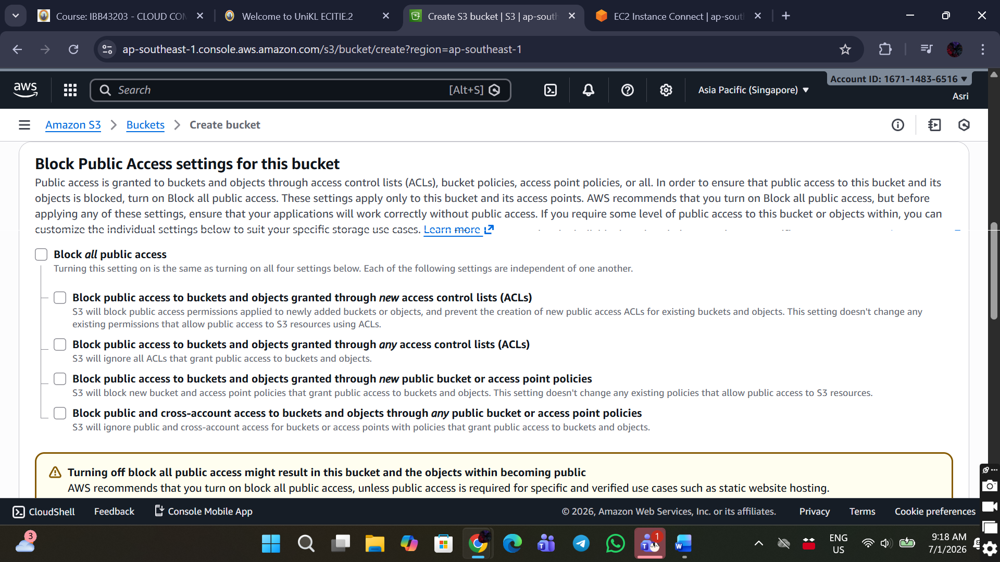 Course: IBB43203 - CLOUD CON
Welcome to UniKL ECITIE.2
Create S3 bucket | S3 | ap-south
EC2 Instance Connect | ap-sout
ap-southeast-1.console.aws.amazon.com/s3/bucket/create?region=ap-southeast-1
aws
Search
[Alt+S]
Asia Pacific (Singapore)
Account ID: 1671-1483-6516
Asri
Amazon S3
Buckets
Create bucket
Block Public Access settings for this bucket
Public access is granted to buckets and objects through access control lists (ACLs), bucket policies, access point policies, or all. In order to ensure that public access to this bucket and its
objects is blocked, turn on Block all public access. These settings apply only to this bucket and its access points. AWS recommends that you turn on Block all public access, but before
applying any of these settings, ensure that your applications will work correctly without public access. If you require some level of public access to this bucket or objects within, you can
customize the individual settings below to suit your specific storage use cases. Learn more
Block all public access
Turning this setting on is the same as turning on all four settings below. Each of the following settings are independent of one another.
Block public access to buckets and objects granted through new access control lists (ACLs)
S3 will block public access permissions applied to newly added buckets or objects, and prevent the creation of new public access ACLs for existing buckets and objects. This setting doesn't change any
existing permissions that allow public access to S3 resources using ACLs.
Block public access to buckets and objects granted through any access control lists (ACLs)
S3 will ignore all ACLs that grant public access to buckets and objects.
Block public access to buckets and objects granted through new public bucket or access point policies
S3 will block new bucket and access point policies that grant public access to buckets and objects. This setting doesn't change any existing policies that allow public access to S3 resources.
Block public and cross-account access to buckets and objects through any public bucket or access point policies
S3 will ignore public and cross-account access for buckets or access points with policies that grant public access to buckets and objects.
Turning off block all public access might result in this bucket and the objects within becoming public
AWS recommends that you turn on block all public access, unless public access is required for specific and verified use cases such as static website hosting.
CloudShell
Feedback
Console Mobile App
© 2026, Amazon Web Services, Inc. or its affiliates.
Privacy
Terms
Cookie preferences
3
1
ENG
US
9:18 AM
7/1/2026